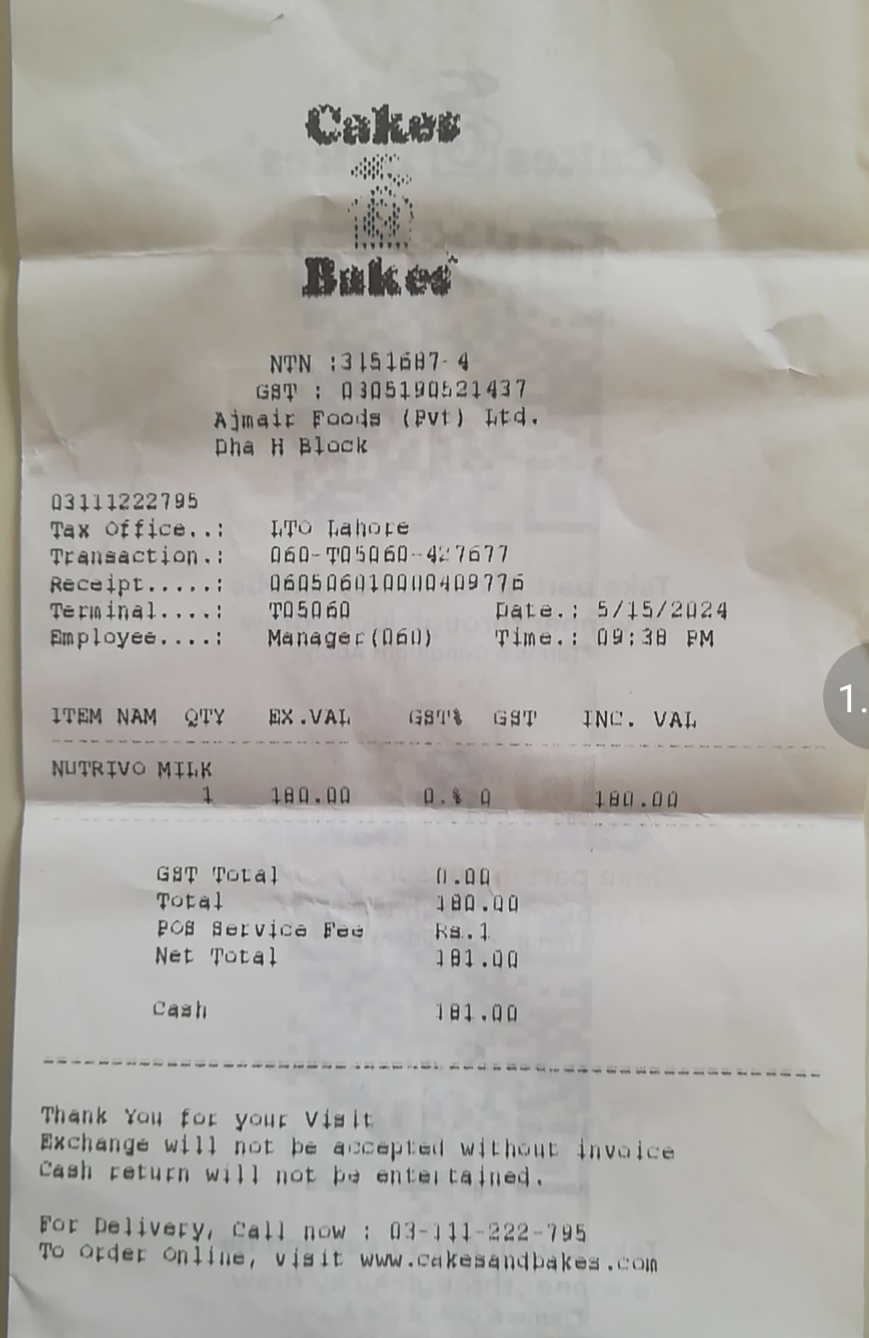 Cakes
Bakes
NTN :3151687-4
GST : 0305190521437
Ajmair Foods (Pvt) Ltd.
Dha H Block
03111222795
Tax Office..: LTO Lahore
Transaction.: 060-T05060-427677
Receipt.....: 0605060100004 09776
Terminal....: T05060 Date.: 5/15/2024
Employee....: Manager(060) Time.: 09:38 PM
ITEM NAM QTY EX.VAL GST% GST INC. VAL
NUTRIVO MILK
1 180.00 0.% 0 180.00
GST Total 0.00
Total 180.00
POS Service Fee Rs.1
Net Total 181.00
Cash 181.00
Thank You for your Visit
Exchange will not be accepted without invoice
Cash return will not be entertained.
For Delivery, Call now : 03-111-222-795
To Order Online, visit www.cakesandbakes.com
1.